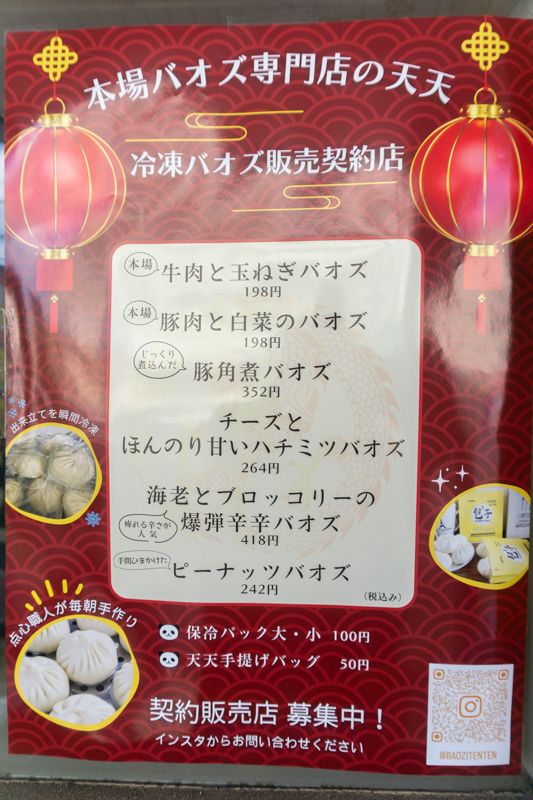 本場バオズ専門店の天天
冷凍バオズ販売契約店
本場
牛肉と玉ねぎバオズ
198円
本場
豚肉と白菜のバオズ
198円
じっくり
煮込んだ
豚角煮バオズ
352円
チーズと
ほんのり甘いハチミツバオズ
264円
海老とブロッコリーの
爆弾辛辛バオズ
痺れる辛さが
人気
418円
手間ひまかけた
ピーナッツバオズ
242円
(税込み)
出来立てを瞬間冷凍
包子
点心職人が毎朝手作り
保冷パック大・小 100円
天天手提げバッグ 50円
契約販売店 募集中！
インスタからお問い合わせください
@BAOZITENTEN